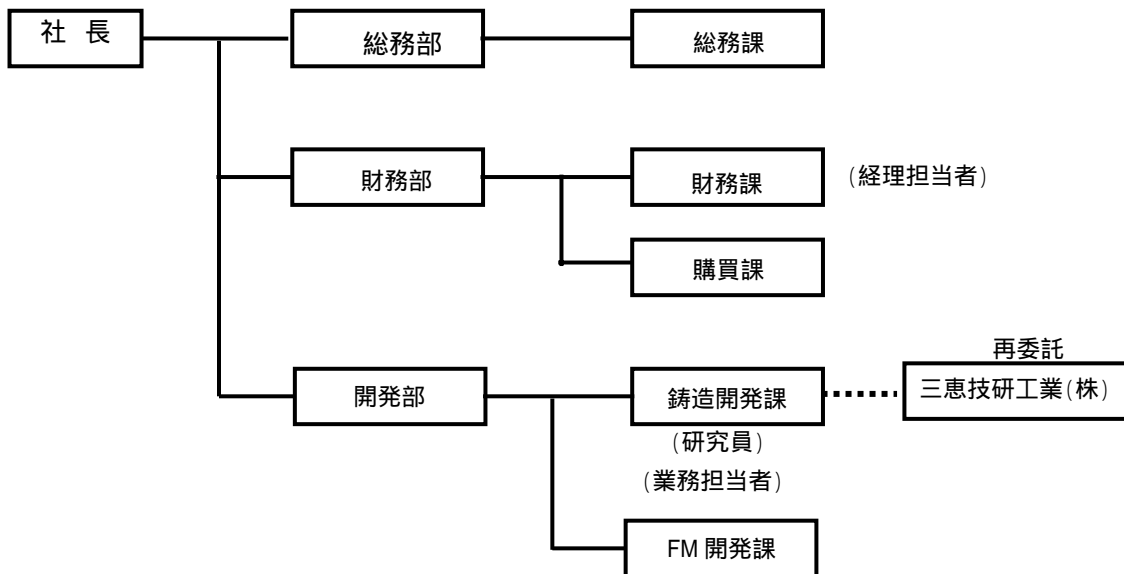 社 長
総務部
総務課
財務部
財務課
(経理担当者)
購買課
再委託
開発部
鋳造開発課
三恵技研工業(株)
(研究員)
(業務担当者)
FM 開発課